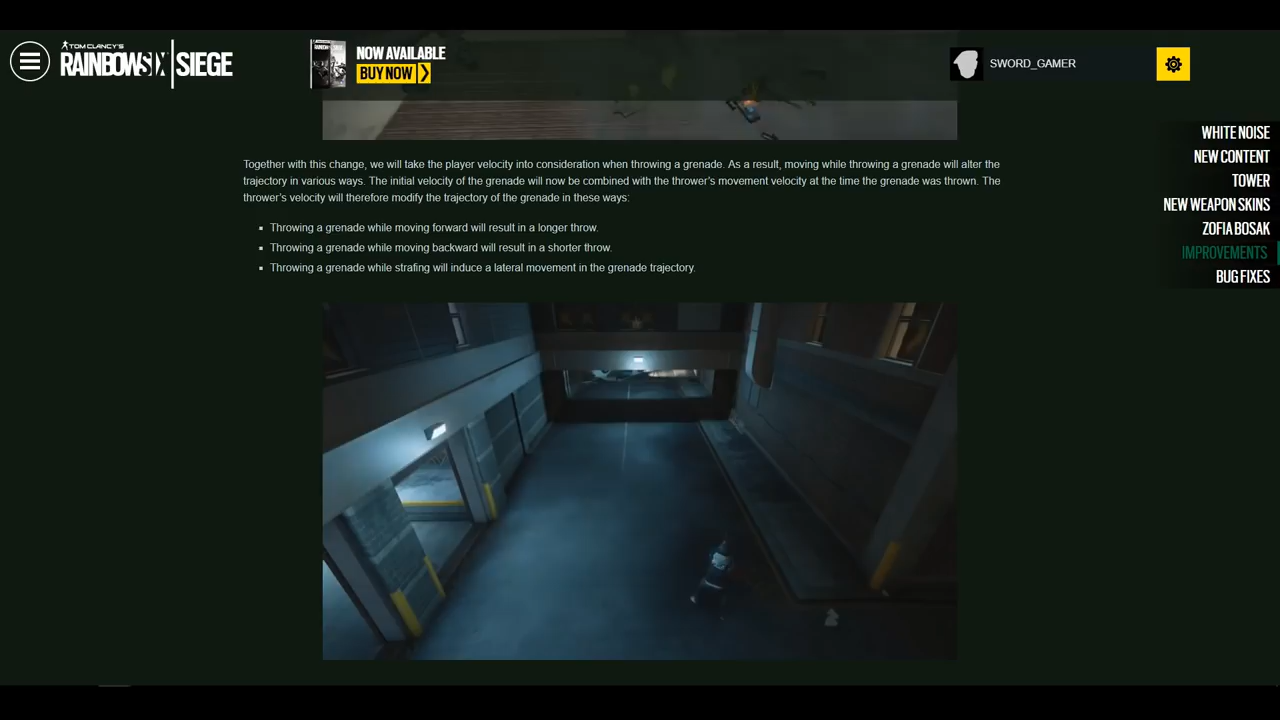 TOM CLANCY'S
RAINBOWSIX | SIEGE
NOW AVAILABLE
BUY NOW
SWORD_GAMER
WHITE NOISE
NEW CONTENT
TOWER
NEW WEAPON SKINS
ZOFIA BOSAK
IMPROVEMENTS
BUG FIXES
Together with this change, we will take the player velocity into consideration when throwing a grenade. As a result, moving while throwing a grenade will alter the
trajectory in various ways. The initial velocity of the grenade will now be combined with the thrower's movement velocity at the time the grenade was thrown. The
thrower's velocity will therefore modify the trajectory of the grenade in these ways:
Throwing a grenade while moving forward will result in a longer throw.
Throwing a grenade while moving backward will result in a shorter throw.
Throwing a grenade while strafing will induce a lateral movement in the grenade trajectory.